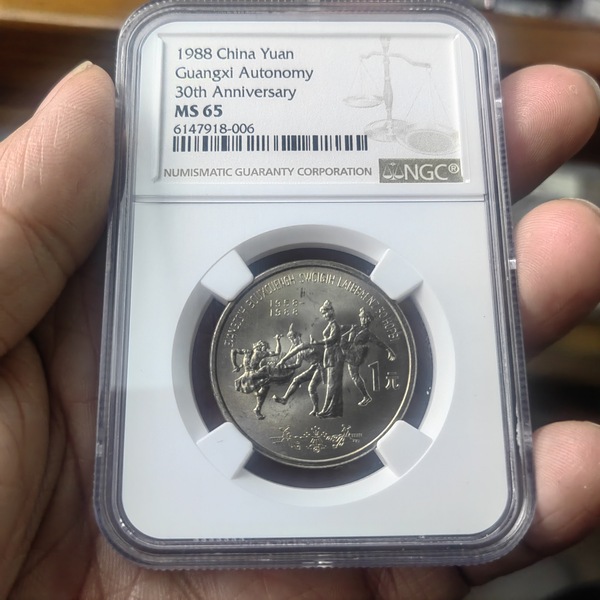 1988 China Yuan
Guangxi Autonomy
30th Anniversary
MS 65
6147918-006
NUMISMATIC GUARANTY CORPORATION
NGC®
1958-
1988
1元